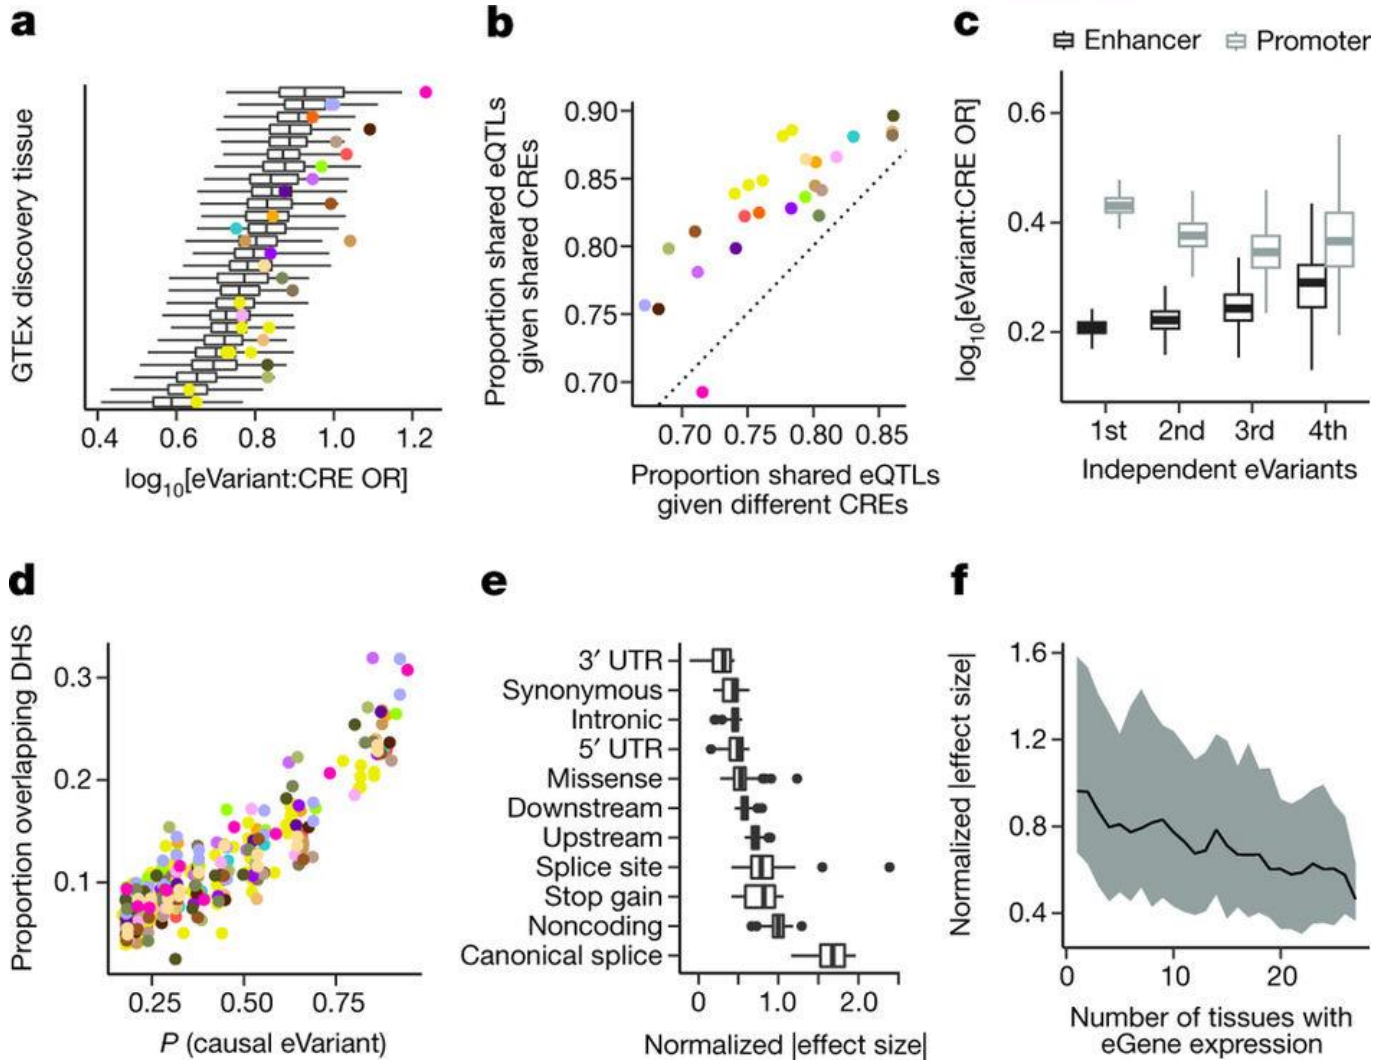 a
GTEx discovery tissue
0.4 0.6 0.8 1.0 1.2
log10[eVariant:CRE OR]
b
Proportion shared eQTLs
given shared CREs
0.90
0.85
0.80
0.75
0.70
0.70 0.75 0.80 0.85
Proportion shared eQTLs
given different CREs
c
Enhancer Promoter
log10[eVariant:CRE OR]
0.6
0.4
0.2
1st 2nd 3rd 4th
Independent eVariants
d
Proportion overlapping DHS
0.3
0.2
0.1
0.25 0.50 0.75
P (causal eVariant)
e
3′ UTR
Synonymous
Intronic
5′ UTR
Missense
Downstream
Upstream
Splice site
Stop gain
Noncoding
Canonical splice
0 1.0 2.0
Normalized |effect size|
f
Normalized |effect size|
1.6
1.2
0.8
0.4
0 10 20
Number of tissues with
eGene expression